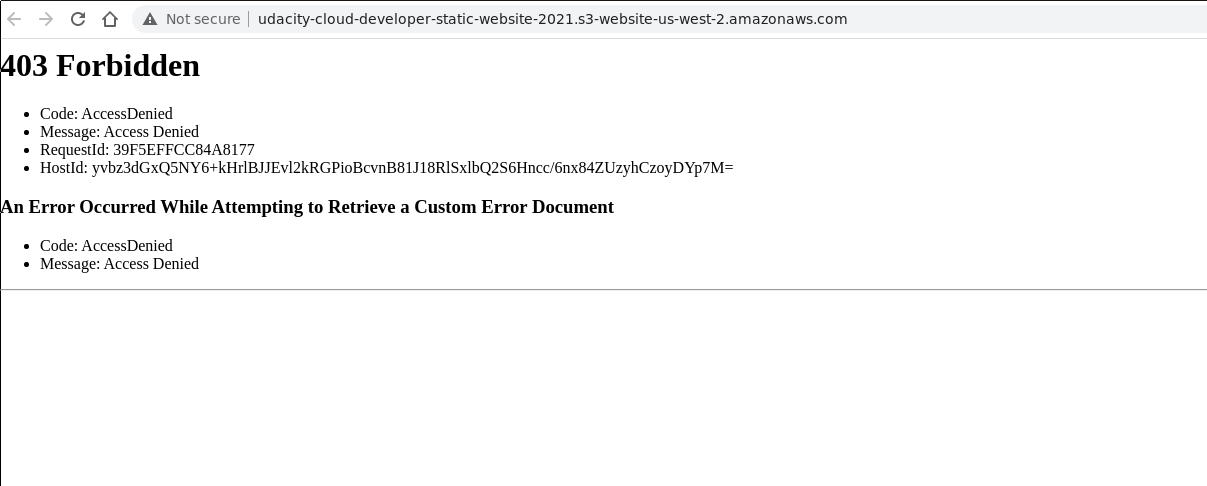 Not secure | udacity-cloud-developer-static-website-2021.s3-website-us-west-2.amazonaws.com
403 Forbidden
• Code: AccessDenied
• Message: Access Denied
• RequestId: 39F5EFFCC84A8177
• HostId: yvbz3dGxQ5NY6+kHrlBJJEvl2kRGPioBcvnB81J18RlSxlbQ2S6Hncc/6nx84ZUzyhCzoyDYp7M=
An Error Occurred While Attempting to Retrieve a Custom Error Document
• Code: AccessDenied
• Message: Access Denied